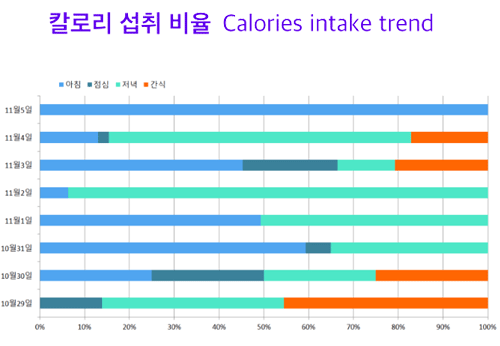 칼로리 섭취 비율 Calories intake trend
아침 점심 저녁 간식
11월5일
11월4일
11월3일
11월2일
11월1일
10월31일
10월30일
10월29일
0% 10% 20% 30% 40% 50% 60% 70% 80% 90% 100%